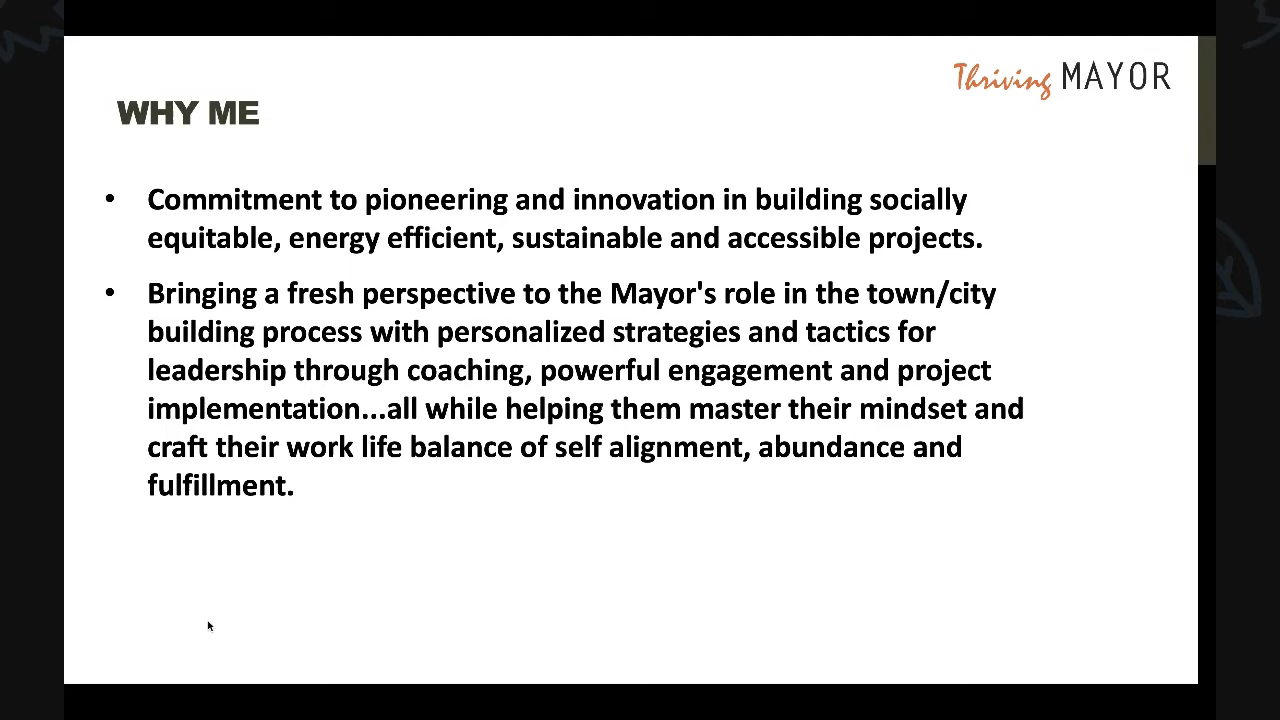 Thriving MAYOR
WHY ME
• Commitment to pioneering and innovation in building socially
equitable, energy efficient, sustainable and accessible projects.
• Bringing a fresh perspective to the Mayor's role in the town/city
building process with personalized strategies and tactics for
leadership through coaching, powerful engagement and project
implementation...all while helping them master their mindset and
craft their work life balance of self alignment, abundance and
fulfillment.